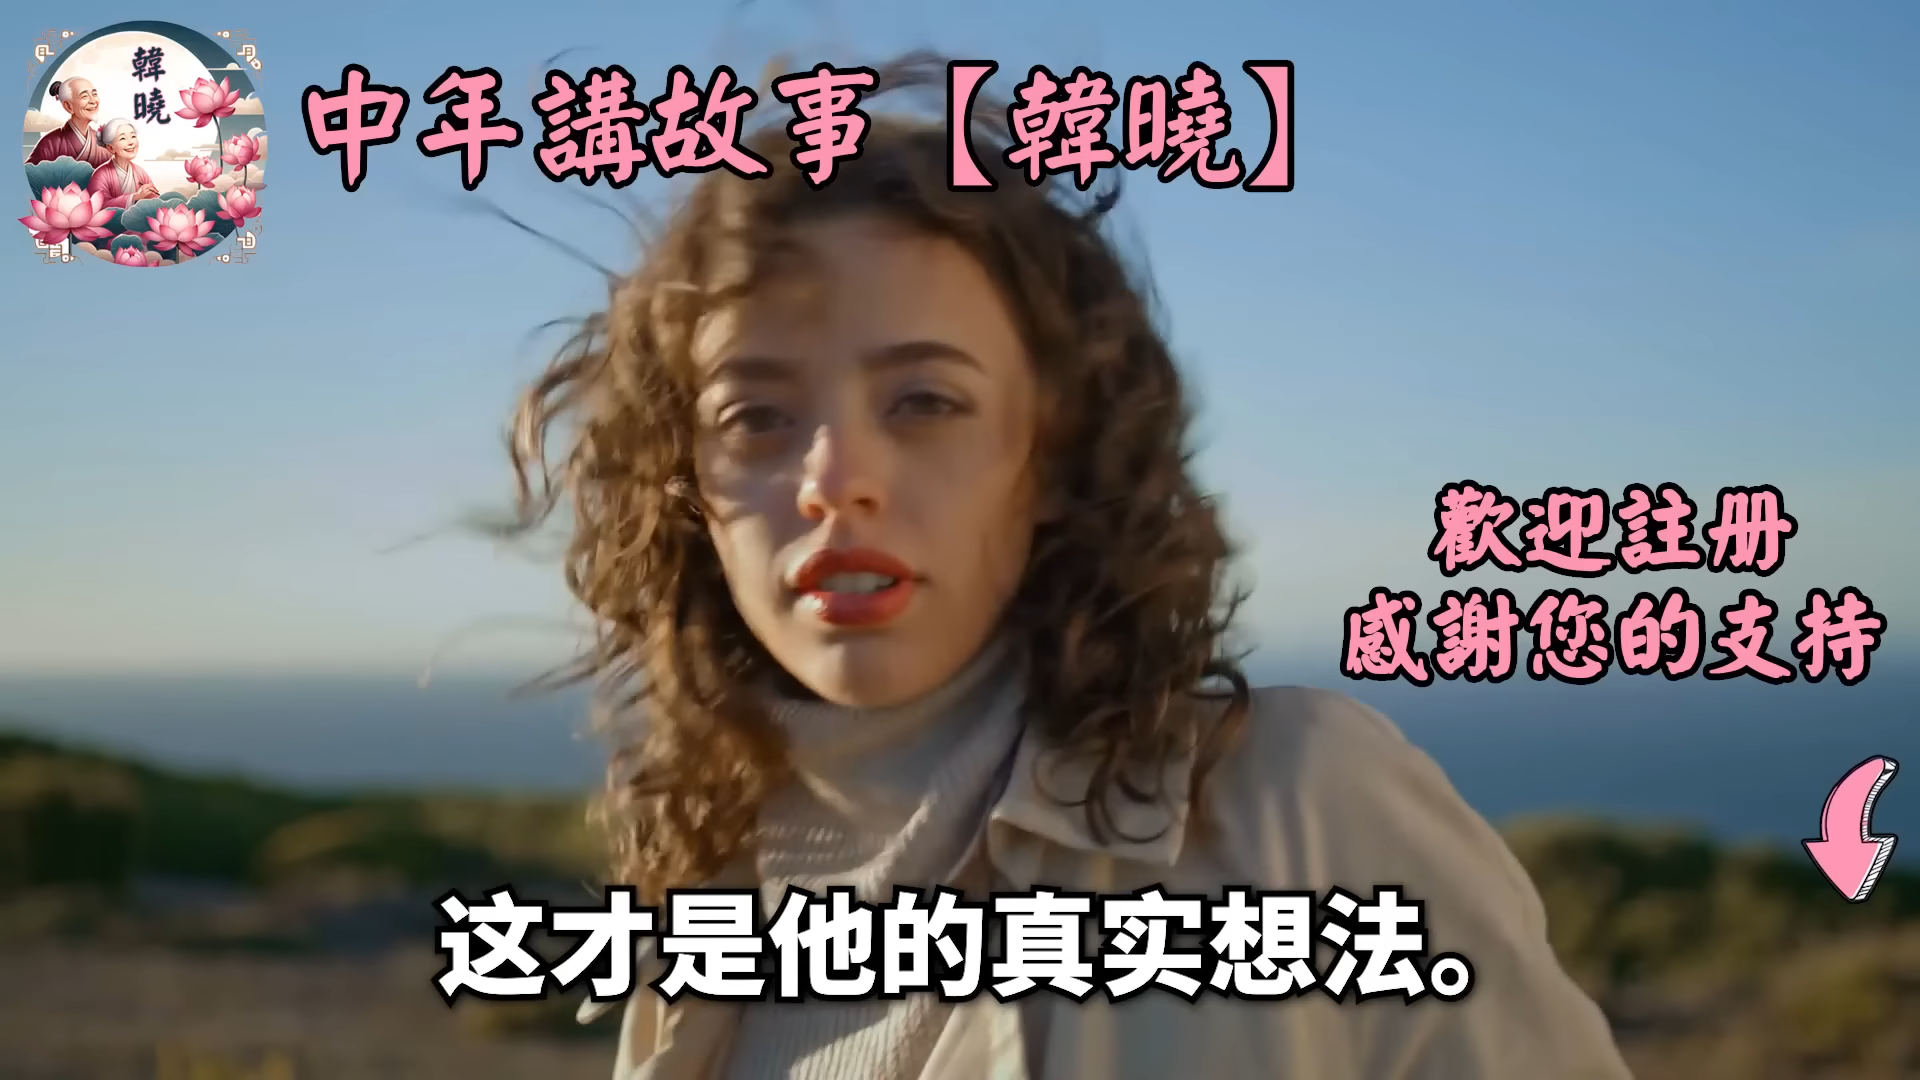 韓
曉
中年講故事【韓曉】
歡迎註册
感謝您的支持
这才是他的真实想法。